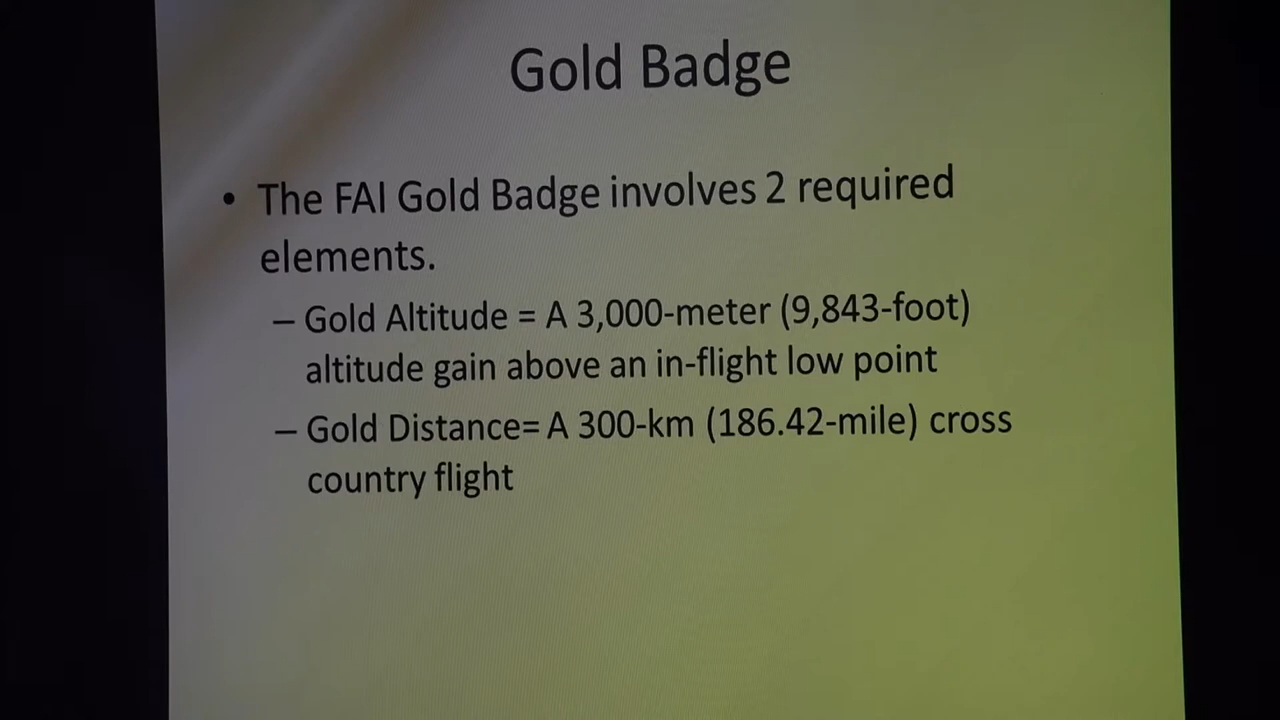 Gold Badge
• The FAI Gold Badge involves 2 required
elements.
– Gold Altitude = A 3,000-meter (9,843-foot)
altitude gain above an in-flight low point
– Gold Distance= A 300-km (186.42-mile) cross
country flight